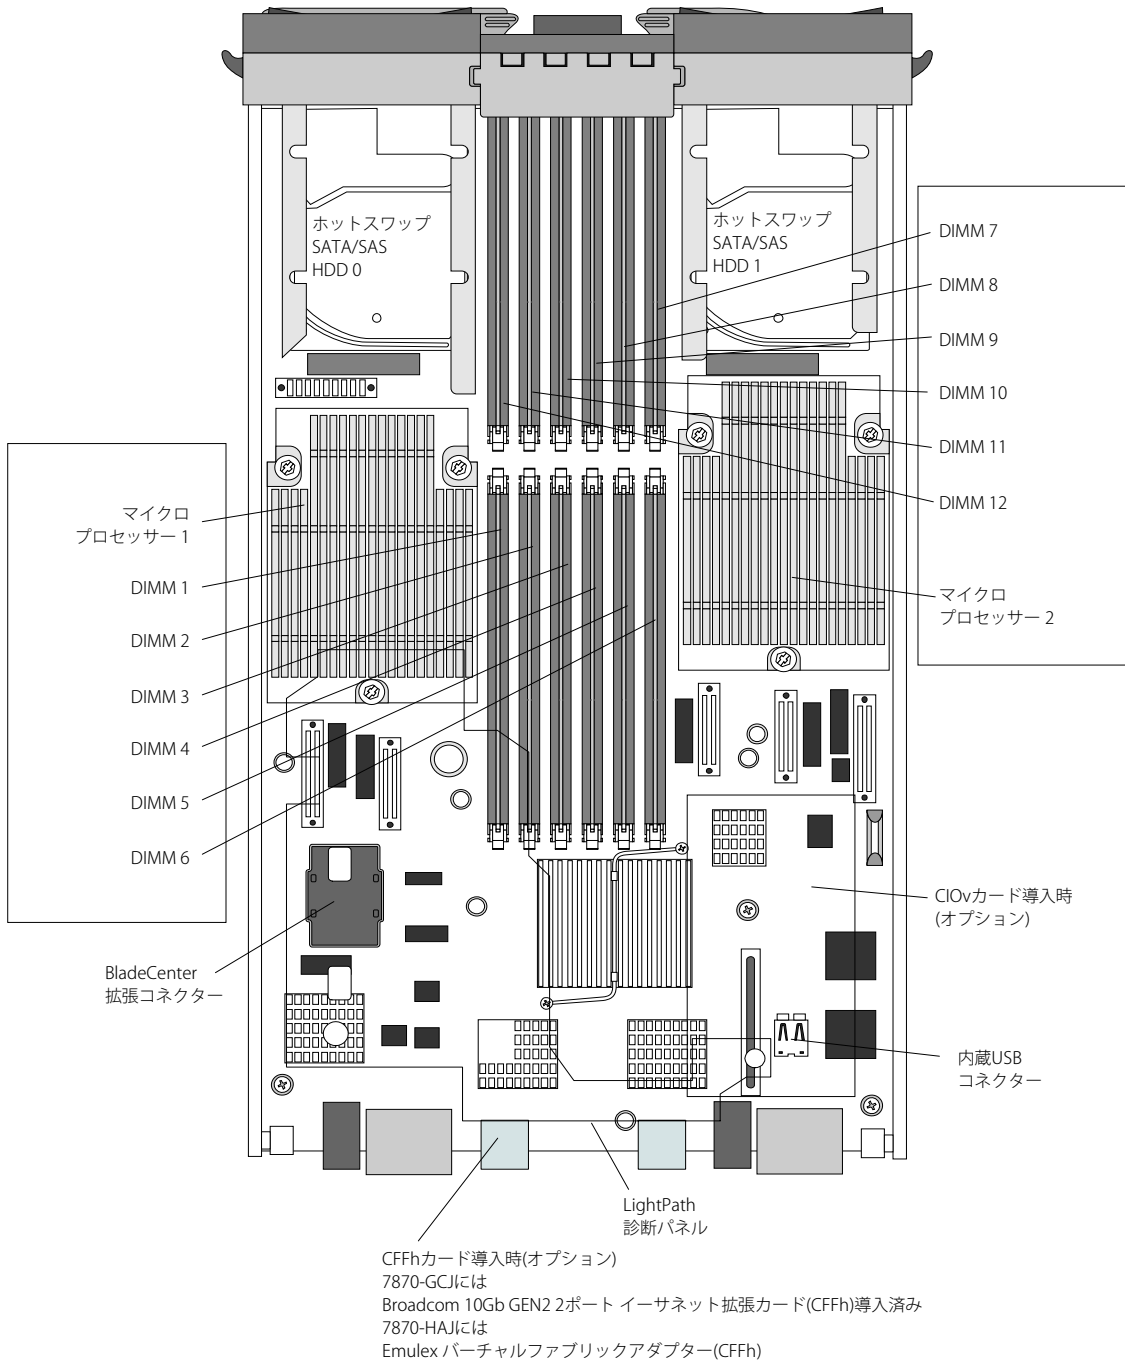 ホットスワップ
SATA/SAS
HDD 0
ホットスワップ
SATA/SAS
HDD 1
DIMM 7
DIMM 8
DIMM 9
DIMM 10
DIMM 11
DIMM 12
マイクロ
プロセッサー 2
マイクロ
プロセッサー 1
DIMM 1
DIMM 2
DIMM 3
DIMM 4
DIMM 5
DIMM 6
BladeCenter
拡張コネクター
CIOvカード導入時
(オプション)
内蔵USB
コネクター
LightPath
診断パネル
CFFhカード導入時(オプション)
7870-GCJには
Broadcom 10Gb GEN2 2ポート イーサネット拡張カード(CFFh)導入済み
7870-HAJには
Emulex バーチャルファブリックアダプター(CFFh)